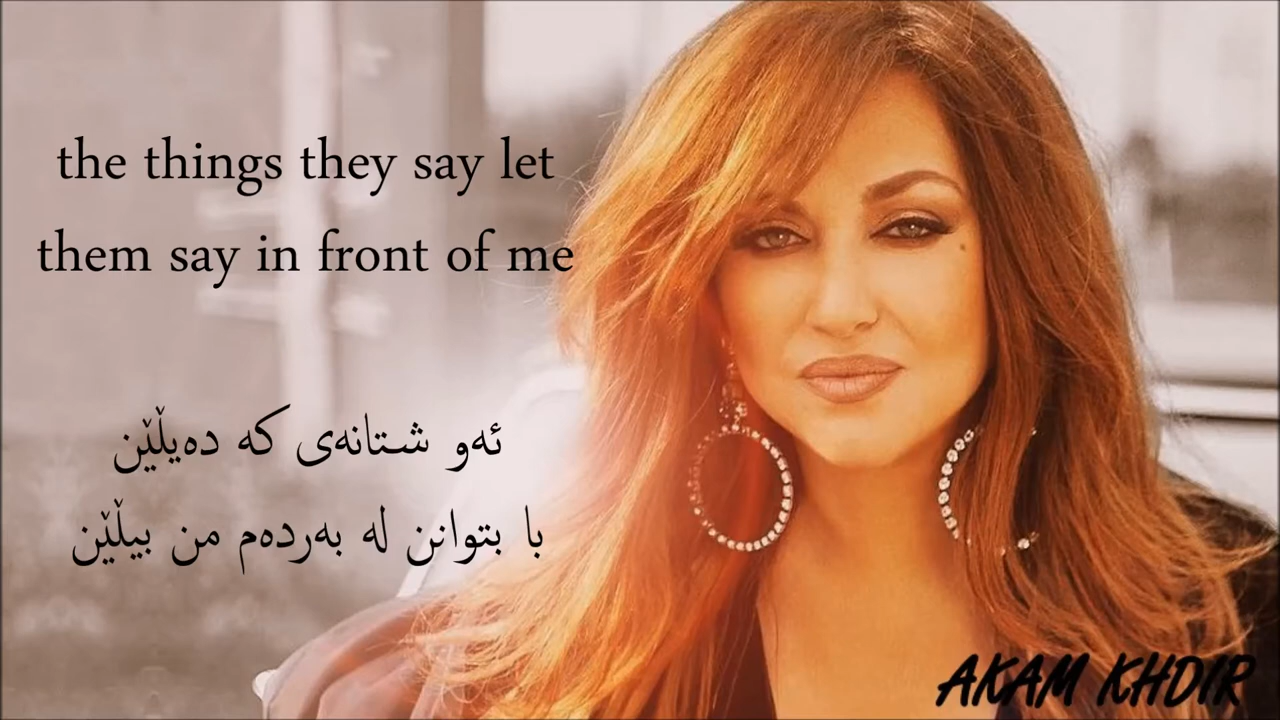 the things they say let
them say in front of me
ئەو شتانەی کە دەیڵێن
با بتوانن لە بەردەم من بیڵێن
AKAM KHDIR